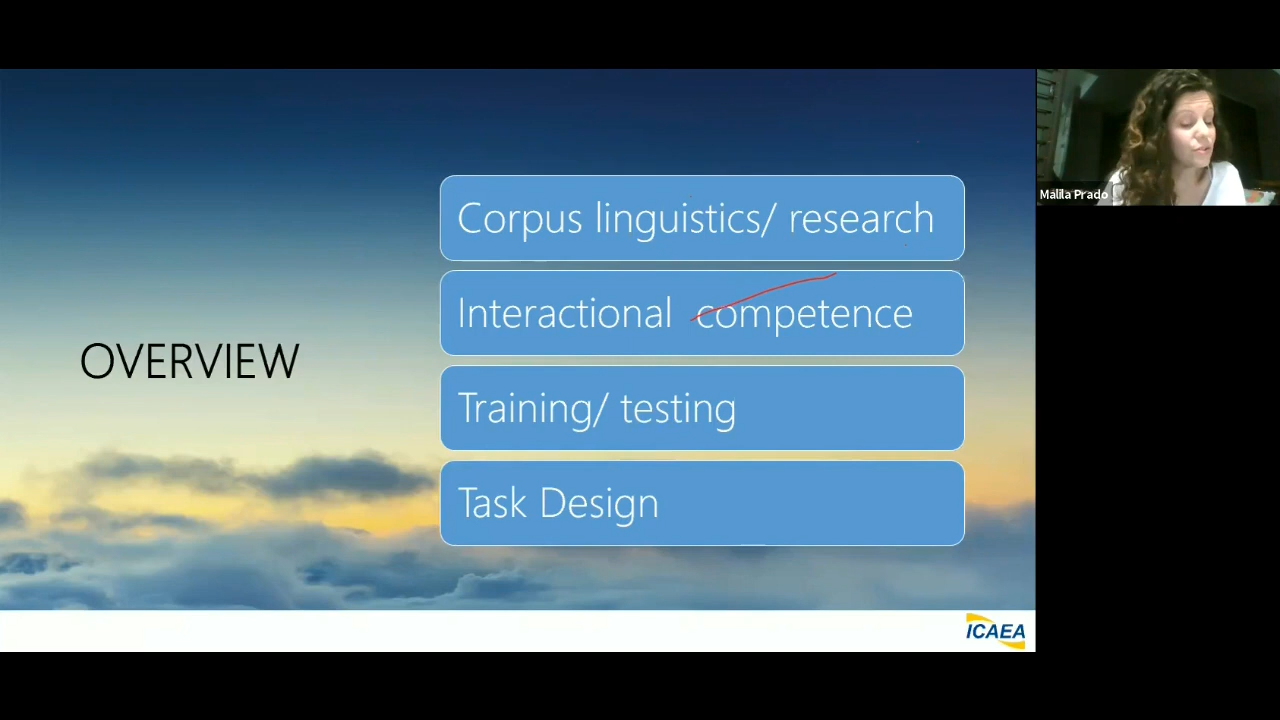 OVERVIEW
Corpus linguistics/ research
Interactional competence
Training/ testing
Task Design
ICAEA
Malila Prado